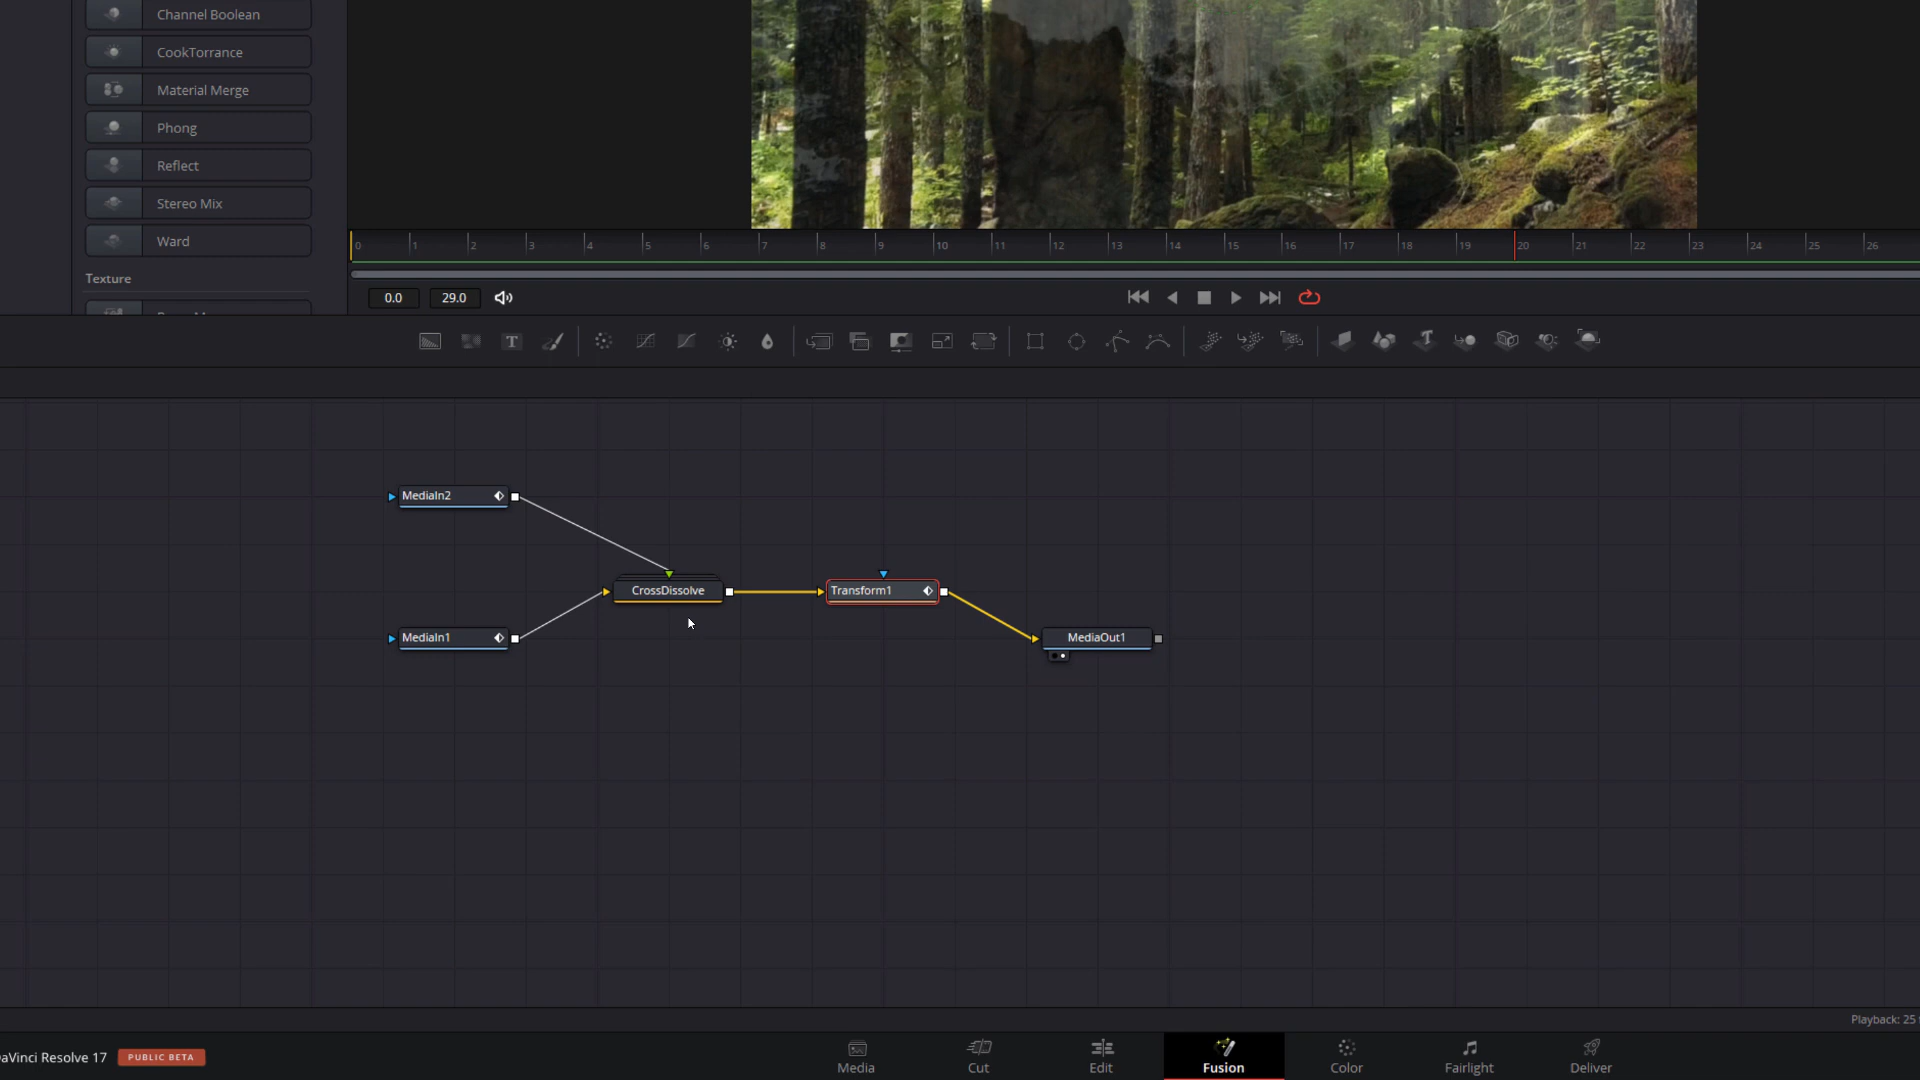 Channel Boolean
CookTorrance
Material Merge
Phong
Reflect
Stereo Mix
Ward
Texture
0 1 2 3 4 5 6 7 8 9 10 11 12 13 14 15 16 17 18 19 20 21 22 23 24 25 26
0.0 29.0
T
MediaIn2
CrossDissolve
Transform1
MediaIn1
MediaOut1
Playback: 25
aVinci Resolve 17
PUBLIC BETA
Media
Cut
Edit
Fusion
Color
Fairlight
Deliver